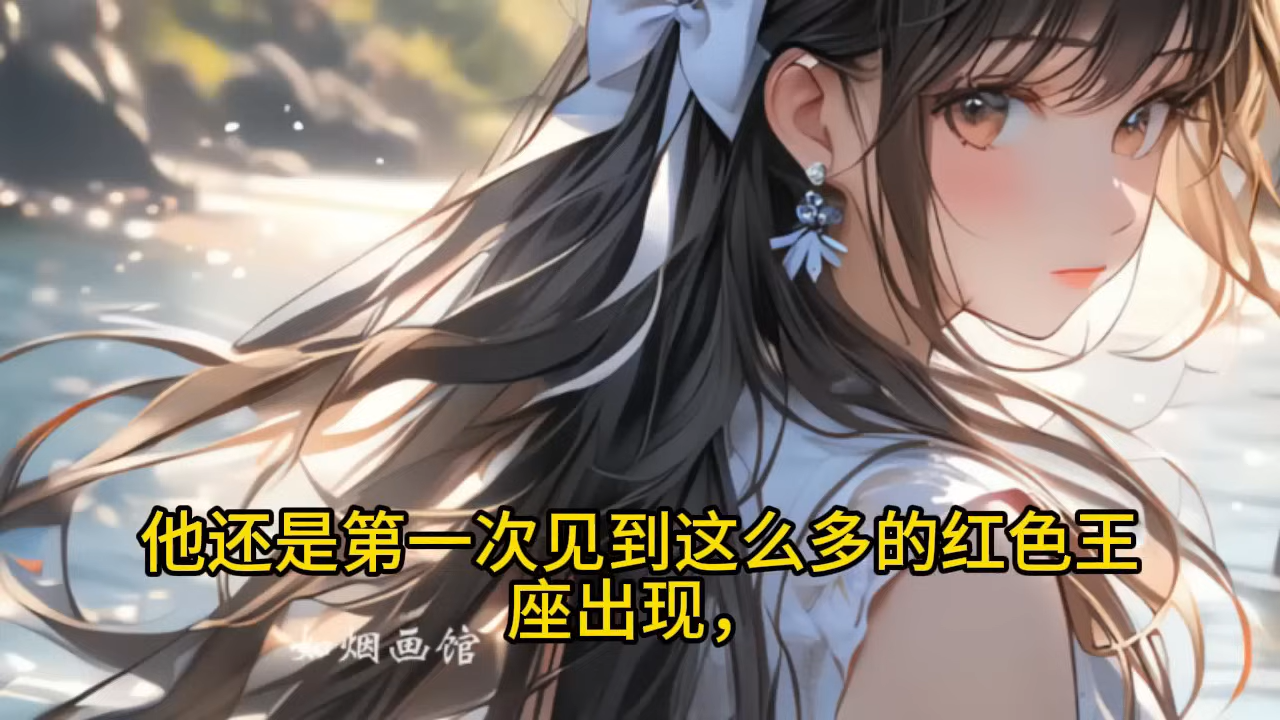 他还是第一次见到这么多的红色王
座出现，
如烟画馆